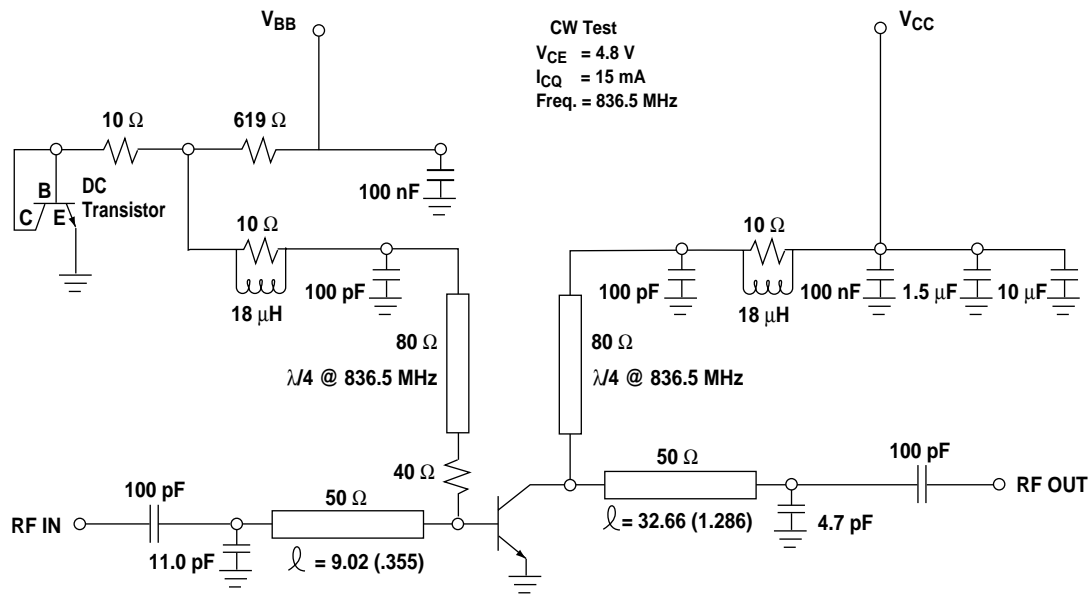 V_BB
CW Test
V_CE = 4.8 V
I_CQ = 15 mA
Freq. = 836.5 MHz
V_CC
10 Ω
619 Ω
100 nF
B
C
E
DC
Transistor
10 Ω
18 μH
100 pF
80 Ω
λ/4 @ 836.5 MHz
40 Ω
10 Ω
18 μH
100 pF
100 nF
1.5 μF
10 μF
80 Ω
λ/4 @ 836.5 MHz
RF IN
100 pF
11.0 pF
50 Ω
ℓ = 9.02 (.355)
50 Ω
ℓ = 32.66 (1.286)
4.7 pF
100 pF
RF OUT